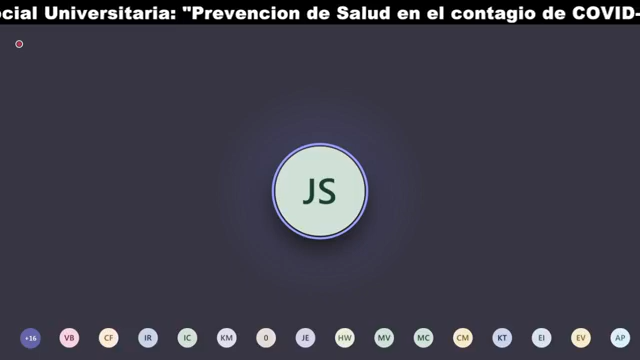 ocial Universitaria: "Prevencion de Salud en el contagio de COVID-
JS
+16 VB CF IR IC KM 0 JE HW MV MC CM KT EI EV AP